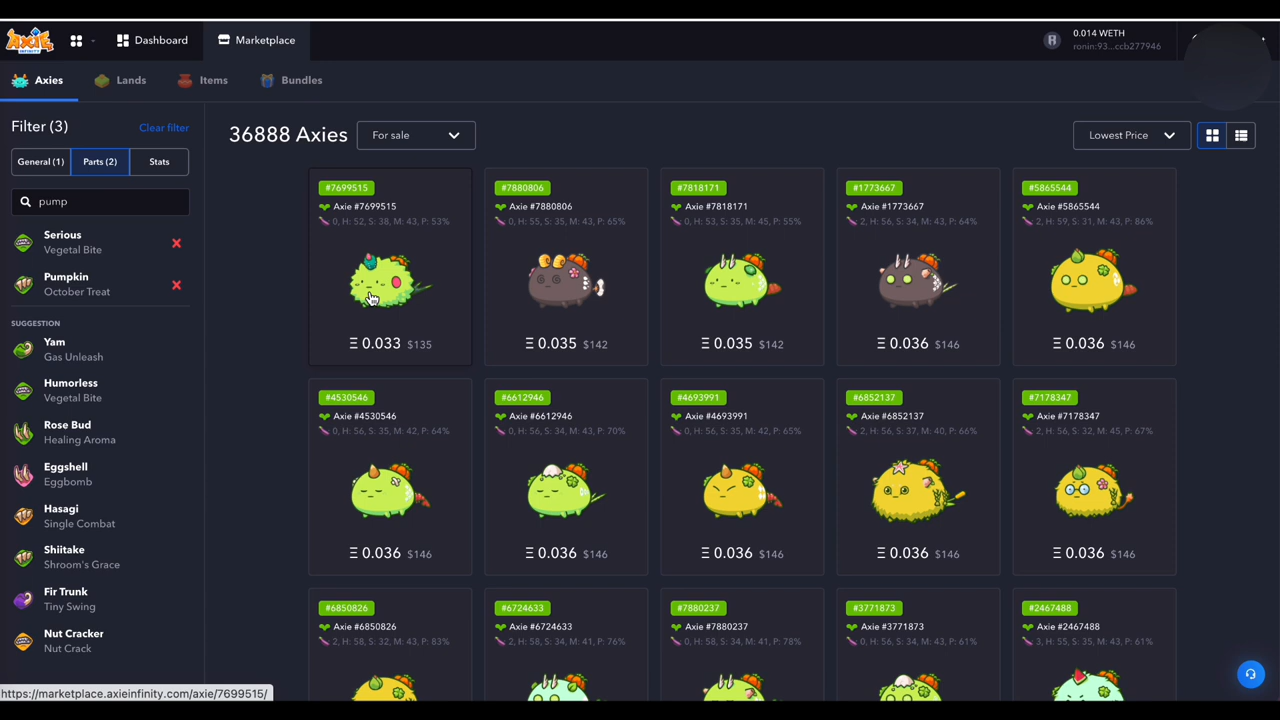 AXIE
INFINITY
Dashboard
Marketplace
0.014 WETH
ronin:93...ccb277946
Axies
Lands
Items
Bundles
Filter (3)
Clear filter
General (1)
Parts (2)
Stats
pump
Serious
Vegetal Bite
Pumpkin
October Treat
SUGGESTION
Yam
Gas Unleash
Humorless
Vegetal Bite
Rose Bud
Healing Aroma
Eggshell
Eggbomb
Hasagi
Single Combat
Shiitake
Shroom's Grace
Fir Trunk
Tiny Swing
Nut Cracker
Nut Crack
36888 Axies
For sale
Lowest Price
#7699515
Axie #7699515
0, H: 52, S: 38, M: 43, P: 53%
Ξ 0.033 $135
#7880806
Axie #7880806
0, H: 55, S: 35, M: 43, P: 65%
Ξ 0.035 $142
#7818171
Axie #7818171
0, H: 53, S: 35, M: 45, P: 55%
Ξ 0.035 $142
#1773667
Axie #1773667
2, H: 56, S: 34, M: 43, P: 64%
Ξ 0.036 $146
#5865544
Axie #5865544
2, H: 59, S: 31, M: 43, P: 86%
Ξ 0.036 $146
#4530546
Axie #4530546
0, H: 56, S: 35, M: 42, P: 64%
Ξ 0.036 $146
#6612946
Axie #6612946
0, H: 56, S: 34, M: 43, P: 70%
Ξ 0.036 $146
#4693991
Axie #4693991
0, H: 56, S: 35, M: 42, P: 65%
Ξ 0.036 $146
#6852137
Axie #6852137
2, H: 56, S: 37, M: 40, P: 66%
Ξ 0.036 $146
#7178347
Axie #7178347
2, H: 56, S: 32, M: 45, P: 67%
Ξ 0.036 $146
#6850826
Axie #6850826
2, H: 58, S: 32, M: 43, P: 83%
#6724633
Axie #6724633
2, H: 58, S: 34, M: 41, P: 76%
#7880237
Axie #7880237
0, H: 58, S: 34, M: 41, P: 78%
#3771873
Axie #3771873
0, H: 56, S: 34, M: 43, P: 61%
#2467488
Axie #2467488
3, H: 55, S: 35, M: 43, P: 61%
https://marketplace.axieinfinity.com/axie/7699515/